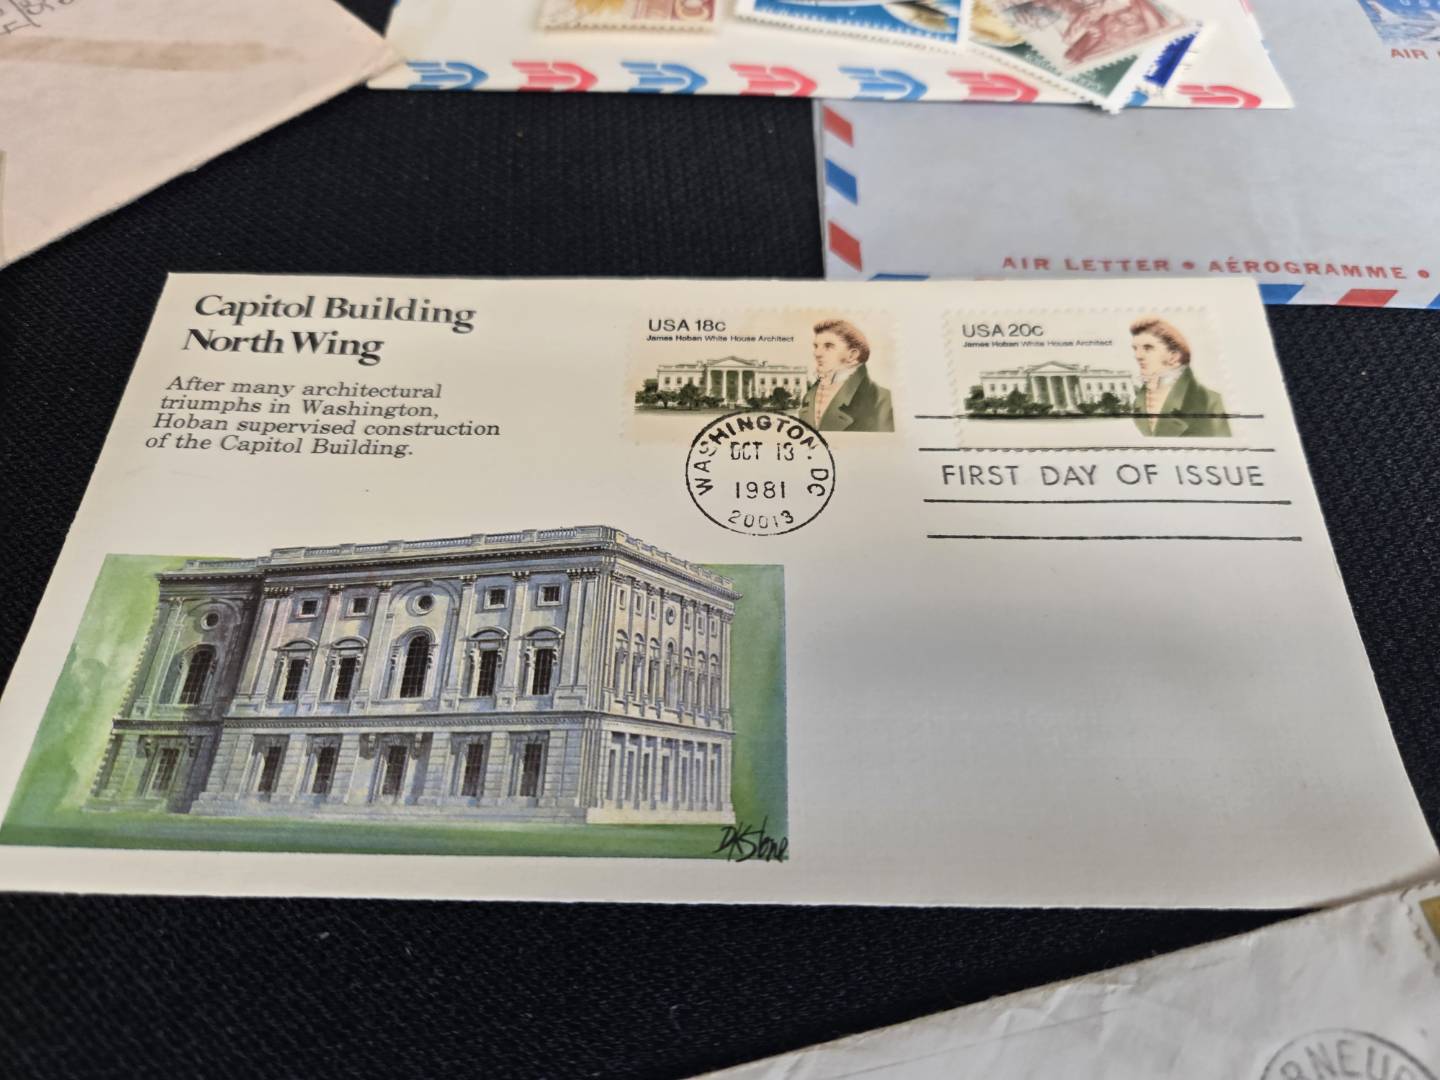 AIR
AIR LETTER • AÉROGRAMME •
Capitol Building
North Wing
After many architectural
triumphs in Washington,
Hoban supervised construction
of the Capitol Building.
USA 18c
James Hoban White House Architect
USA 20c
James Hoban White House Architect
WASHINGTON, DC
OCT 13
1981
20013
FIRST DAY OF ISSUE
DKStone